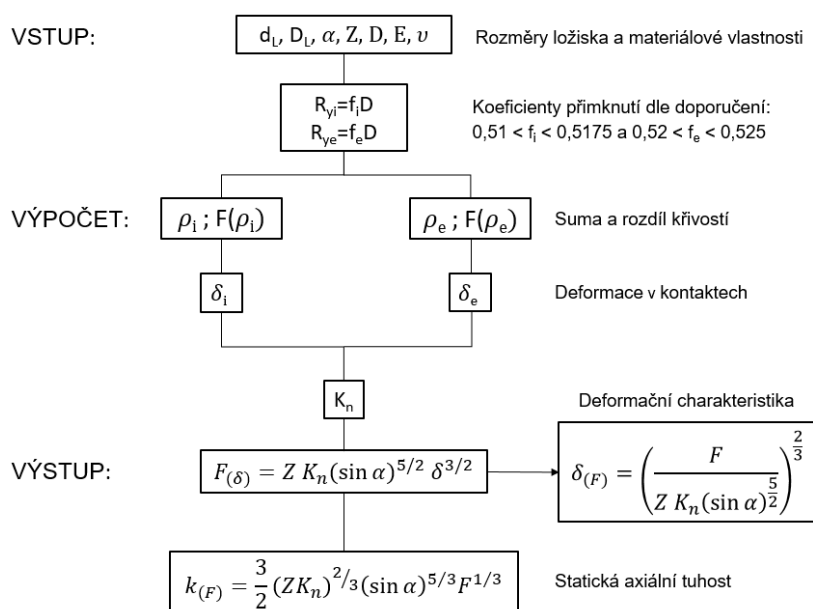 VSTUP: d_L, D_L, α, Z, D, E, υ Rozměry ložiska a materiálové vlastnosti
R_yi=f_iD
R_ye=f_eD
Koeficienty přimknutí dle doporučení:
0,51 < f_i < 0,5175 a 0,52 < f_e < 0,525
VÝPOČET: ρ_i ; F(ρ_i) ρ_e ; F(ρ_e) Suma a rozdíl křivostí
δ_i δ_e Deformace v kontaktech
K_n
Deformační charakteristika
VÝSTUP: F_(δ) = Z K_n(sin α)^{5/2} δ^{3/2} δ_(F) = (F / (Z K_n(sin α)^{5/2}))^{2/3}
k_(F) = 3/2 (ZK_n)^{2/3}(sin α)^{5/3}F^{1/3} Statická axiální tuhost